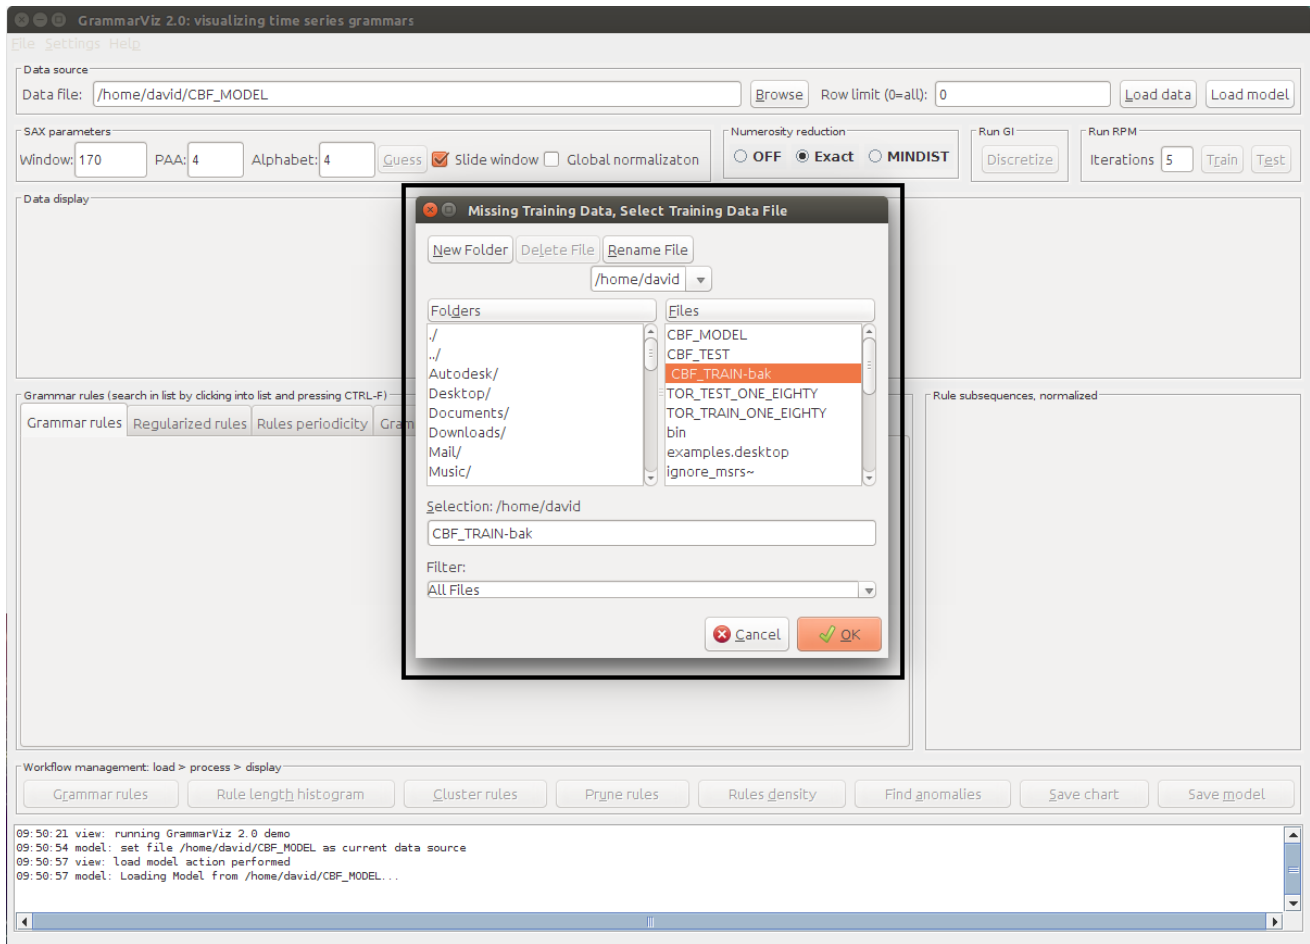 GrammarViz 2.0: visualizing time series grammars
File Settings Help
Data source
Data file: /home/david/CBF_MODEL Browse Row limit (0=all): 0 Load data Load model
SAX parameters Numerosity reduction Run GI Run RPM
Window: 170 PAA: 4 Alphabet: 4 Guess Slide window Global normalizaton OFF Exact MINDIST Discretize Iterations 5 Train Test
Data display
Missing Training Data, Select Training Data File
New Folder Delete File Rename File
/home/david
Folders Files
./ CBF_MODEL
../ CBF_TEST
Autodesk/ CBF_TRAIN-bak
Desktop/ TOR_TEST_ONE_EIGHTY
Documents/ TOR_TRAIN_ONE_EIGHTY
Downloads/ bin
Mail/ examples.desktop
Music/ ignore_msrs~
Selection: /home/david
CBF_TRAIN-bak
Filter:
All Files
Cancel OK
Grammar rules (search in list by clicking into list and pressing CTRL-F) Rule subsequences, normalized
Grammar rules Regularized rules Rules periodicity Gram
Workflow management: load > process > display
Grammar rules Rule length histogram Cluster rules Prune rules Rules density Find anomalies Save chart Save model
09:50:21 view: running GrammarViz 2.0 demo
09:50:54 model: set file /home/david/CBF_MODEL as current data source
09:50:57 view: load model action performed
09:50:57 model: Loading Model from /home/david/CBF_MODEL...